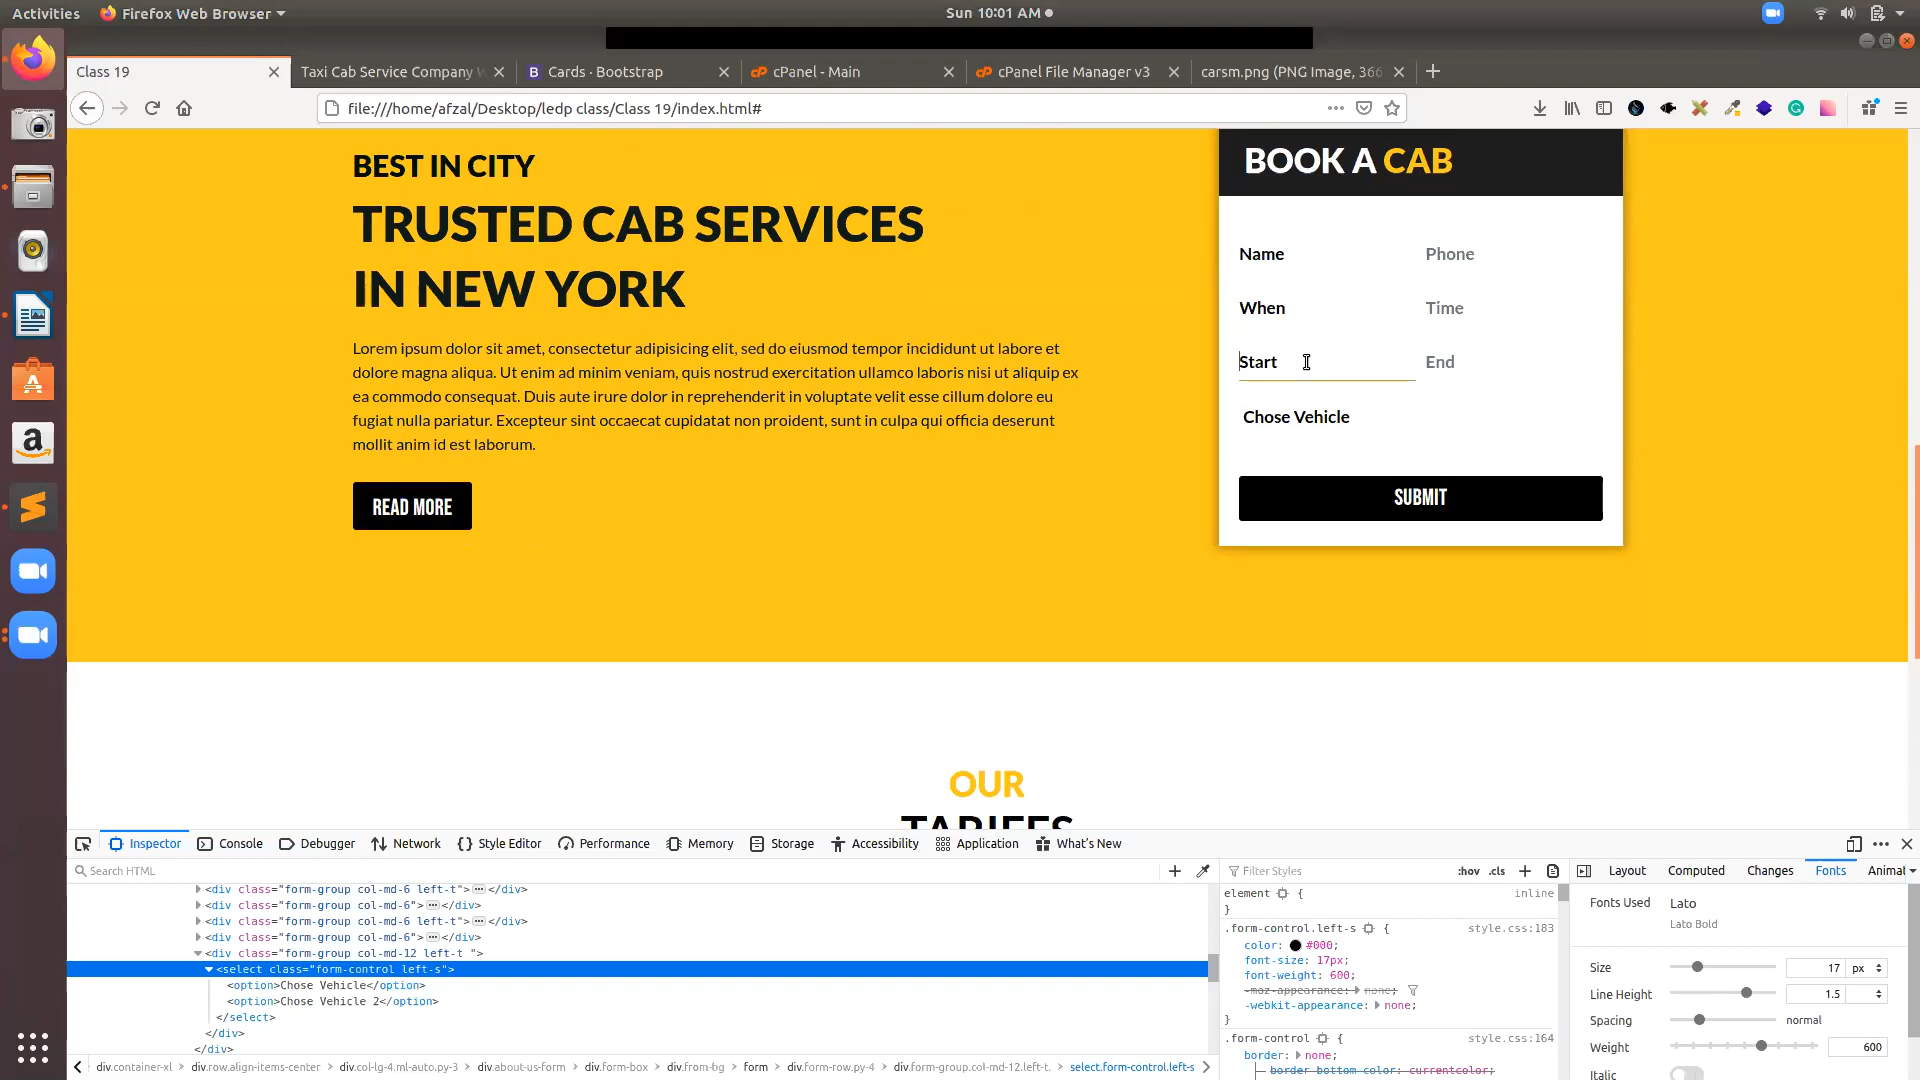 Activities
Firefox Web Browser
Sun 10:01 AM
Class 19
Taxi Cab Service Company W
Cards · Bootstrap
cPanel - Main
cPanel File Manager v3
carsm.png (PNG Image, 366
file:///home/afzal/Desktop/ledp class/Class 19/index.html#
BEST IN CITY
TRUSTED CAB SERVICES
IN NEW YORK
Lorem ipsum dolor sit amet, consectetur adipisicing elit, sed do eiusmod tempor incididunt ut labore et
dolore magna aliqua. Ut enim ad minim veniam, quis nostrud exercitation ullamco laboris nisi ut aliquip ex
ea commodo consequat. Duis aute irure dolor in reprehenderit in voluptate velit esse cillum dolore eu
fugiat nulla pariatur. Excepteur sint occaecat cupidatat non proident, sunt in culpa qui officia deserunt
mollit anim id est laborum.
READ MORE
BOOK A CAB
Name
Phone
When
Time
Start
End
Chose Vehicle
SUBMIT
OUR
TARIFFS
Inspector
Console
Debugger
Network
Style Editor
Performance
Memory
Storage
Accessibility
Application
What's New
Search HTML
<div class="form-group col-md-6 left-t"></div>
<div class="form-group col-md-6"></div>
<div class="form-group col-md-6 left-t"></div>
<div class="form-group col-md-6"></div>
<div class="form-group col-md-12 left-t ">
<select class="form-control left-s">
<option>Chose Vehicle</option>
<option>Chose Vehicle 2</option>
</select>
</div>
</div>
div.container-xl
div.row.align-items-center
div.col-lg-4.ml-auto.py-3
div.about-us-form
div.form-box
div.from-bg
form
div.form-row.py-4
div.form-group.col-md-12.left-t.
select.form-control.left-s
Filter Styles
:hov
.cls
element {
inline
}
.form-control.left-s {
style.css:183
color: #000;
font-size: 17px;
font-weight: 600;
-moz-appearance: none;
-webkit-appearance: none;
}
.form-control {
style.css:164
border: none;
border-bottom-color: currentcolor;
Layout
Computed
Changes
Fonts
Animat
Fonts Used
Lato
Lato Bold
Size
17
px
Line Height
1.5
Spacing
normal
Weight
600
Italic